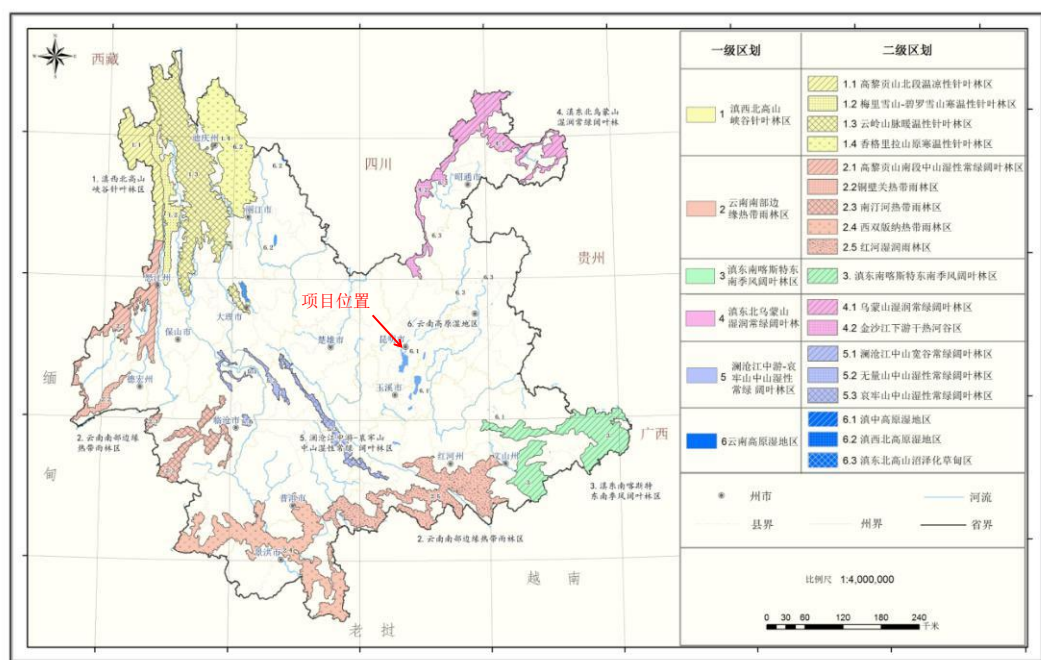 西藏
四川
贵州
广西
越 南
老 挝
缅
甸
项目位置
迪庆州
丽江市
怒江州
大理市
保山市
德宏州
临沧市
楚雄市
玉溪市
昭通市
红河州
文山州
普洱市
景洪市
1. 滇西北高山
峡谷针叶林区
2. 云南南部边缘
热带雨林区
2. 云南南部边缘热带雨林区
3. 滇东南喀斯特
东南季风阔叶林区
4. 滇东北乌蒙山
湿润常绿阔叶林
5. 澜沧江中游-哀牢山
中山湿性常绿 阔叶林区
6. 云南高原湿地区
1.1
1.2
1.3
1.4
6.2
6.2
6.2
6.3
6.3
6.3
6.1
6.1
6.1
一级区划
二级区划
1 滇西北高山
峡谷针叶林区
1.1 高黎贡山北段温凉性针叶林区
1.2 梅里雪山-碧罗雪山寒温性针叶林区
1.3 云岭山脉暖温性针叶林区
1.4 香格里拉山原寒温性针叶林区
2 云南南部边
缘热带雨林区
2.1 高黎贡山南段中山湿性常绿阔叶林区
2.2铜壁关热带雨林区
2.3 南汀河热带雨林区
2.4 西双版纳热带雨林区
2.5 红河湿润雨林区
3 滇东南喀斯特东
南季风阔叶林区
3. 滇东南喀斯特东南季风阔叶林区
4 滇东北乌蒙山
湿润常绿阔叶林
4.1 乌蒙山湿润常绿阔叶林区
4.2 金沙江下游干热河谷区
5 澜沧江中游-哀
牢山中山湿性
常绿 阔叶林区
5.1 澜沧江中山宽谷常绿阔叶林区
5.2 无量山中山湿性常绿阔叶林区
5.3 哀牢山中山湿性常绿阔叶林区
6云南高原湿地区
6.1 滇中高原湿地区
6.2 滇西北高原湿地区
6.3 滇东北高山沼泽化草甸区
州市
河流
县界
州界
省界
比例尺 1:4,000,000
0 30 60 120 180 240
千米